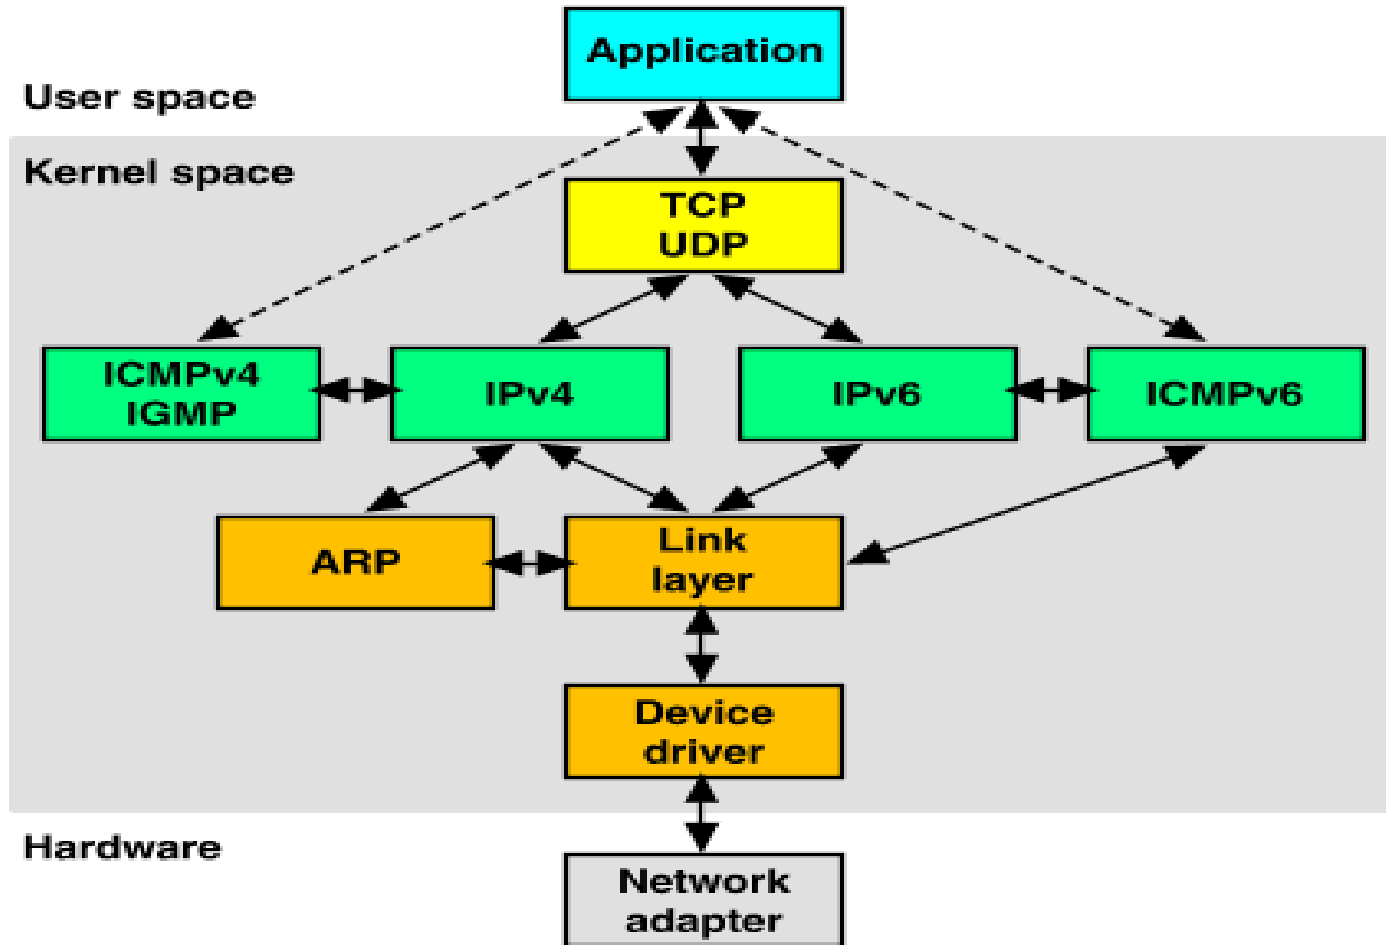 Application
User space
Kernel space
TCP
UDP
ICMPv4
IGMP
IPv4
IPv6
ICMPv6
ARP
Link
layer
Device
driver
Hardware
Network
adapter